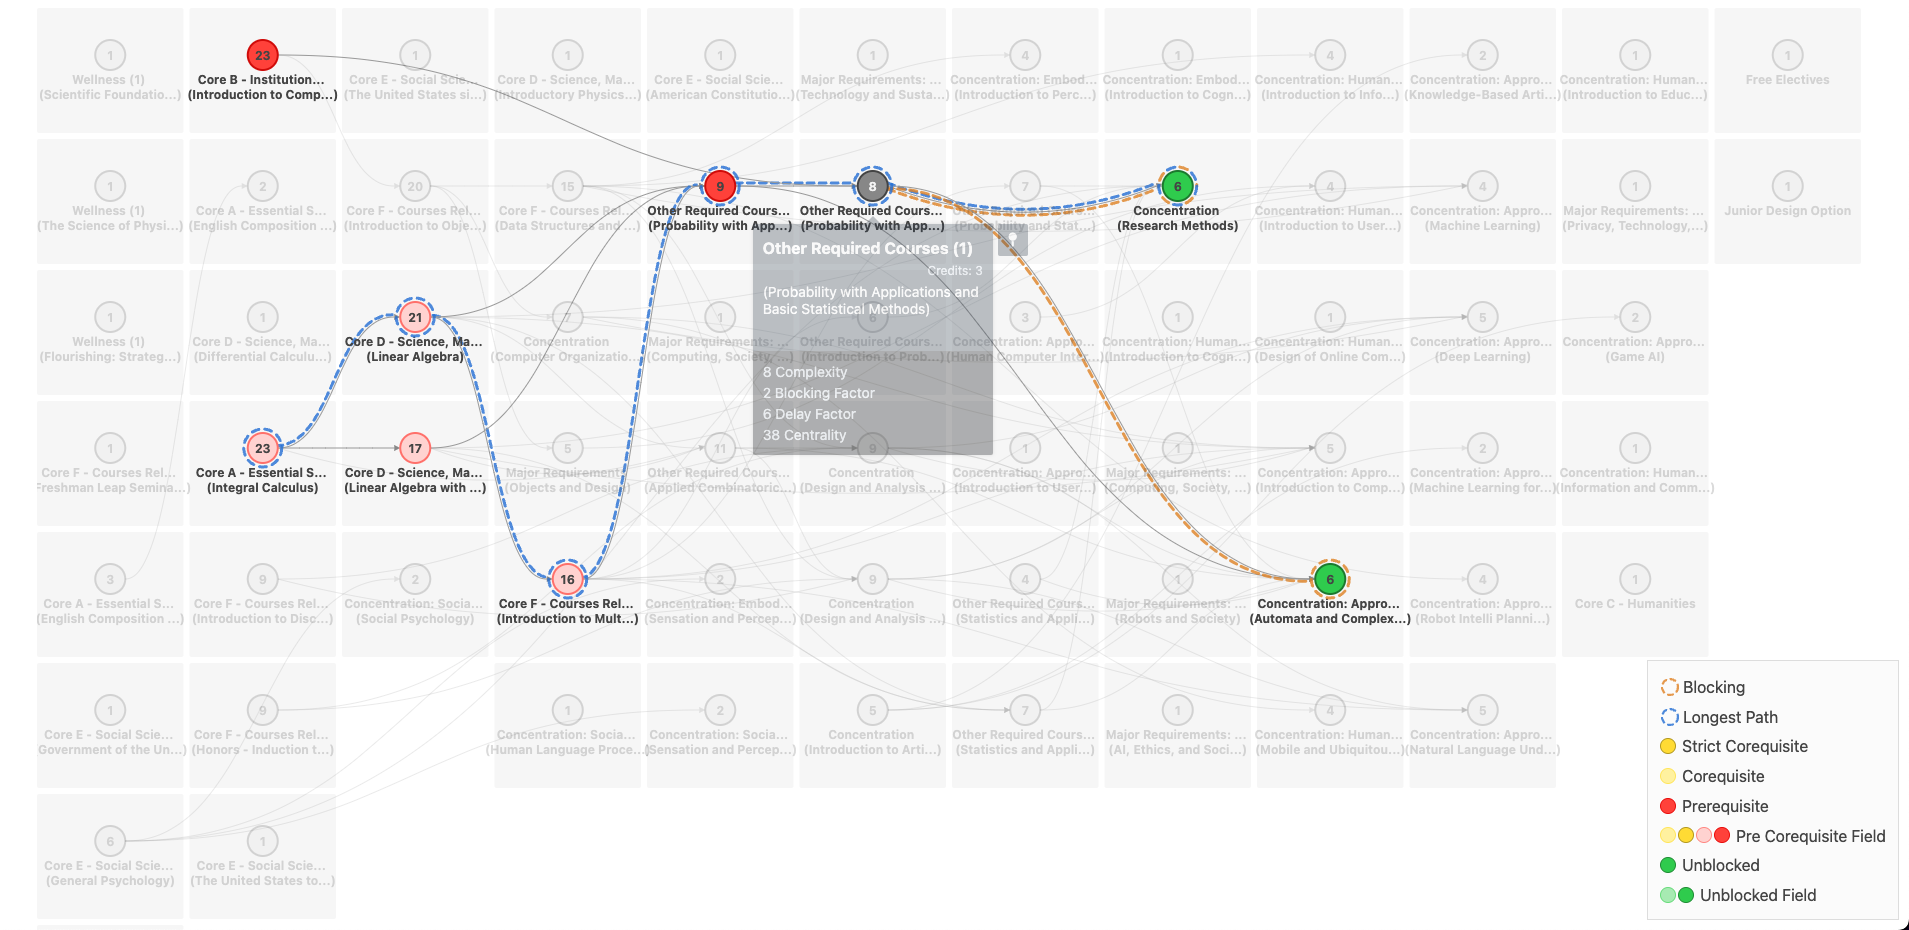 1
23
1
1
1
1
4
1
4
2
1
1
Wellness (1)
(Scientific Foundatio...)
Core B - Institution...
(Introduction to Comp...)
Core E - Social Scie...
(The United States si...)
Core D - Science, Ma...
(Introductory Physics...)
Core E - Social Scie...
(American Constitutio...)
Major Requirements: ...
(Technology and Susta...)
Concentration: Embod...
(Introduction to Perc...)
Concentration: Embod...
(Introduction to Cogn...)
Concentration: Human...
(Introduction to Info...)
Concentration: Appro...
(Knowledge-Based Arti...)
Concentration: Human...
(Introduction to Educ...)
Free Electives
1
2
20
15
9
8
7
6
4
4
1
1
Wellness (1)
(The Science of Physi...)
Core A - Essential S...
(English Composition ...)
Core F - Courses Rel...
(Introduction to Obje...)
Core F - Courses Rel...
(Data Structures and ...)
Other Required Cours...
(Probability with App...)
Other Required Cours...
(Probability with App...)
(Probability and Stat...)
Concentration
(Research Methods)
Concentration: Human...
(Introduction to User...)
Concentration: Appro...
(Machine Learning)
Major Requirements: ...
(Privacy, Technology,...)
Junior Design Option
Other Required Courses (1)
Credits: 3
(Probability with Applications and
Basic Statistical Methods)
8 Complexity
2 Blocking Factor
6 Delay Factor
38 Centrality
1
1
21
7
1
6
3
1
1
5
2
Wellness (1)
(Flourishing: Strateg...)
Core D - Science, Ma...
(Differential Calculu...)
Core D - Science, Ma...
(Linear Algebra)
Concentration
(Computer Organizatio...)
Major Requirements: ...
(Computing, Society, ...)
Other Required Cours...
(Introduction to Prob...)
Concentration: Appro...
(Human Computer Inte...)
Concentration: Human...
(Introduction to Cogn...)
Concentration: Human...
(Design of Online Com...)
Concentration: Appro...
(Deep Learning)
Concentration: Appro...
(Game AI)
1
23
17
5
11
9
1
1
5
2
1
Core F - Courses Rel...
Freshman Leap Semina...)
Core A - Essential S...
(Integral Calculus)
Core D - Science, Ma...
(Linear Algebra with ...)
Major Requirements
(Objects and Design)
Other Required Cours...
(Applied Combinatoric...)
Concentration
(Design and Analysis ...)
Concentration: Appro...
(Introduction to User...)
Major Requirements: ...
(Computing, Society, ...)
Concentration: Appro...
(Introduction to Comp...)
Concentration: Appro...
(Machine Learning for...)
Concentration: Human...
(Information and Comm...)
3
9
2
16
2
9
4
1
6
4
1
Core A - Essential S...
(English Composition ...)
Core F - Courses Rel...
(Introduction to Disc...)
Concentration: Socia...
(Social Psychology)
Core F - Courses Rel...
(Introduction to Mult...)
Concentration: Embod...
(Sensation and Percep...)
Concentration
(Design and Analysis ...)
Other Required Cours...
(Statistics and Appli...)
Major Requirements: ...
(Robots and Society)
Concentration: Appro...
(Automata and Complex...)
Concentration: Appro...
(Robot Intelli Planni...)
Core C - Humanities
1
9
1
2
5
7
1
4
5
Core E - Social Scie...
Government of the Un...)
Core F - Courses Rel...
(Honors - Induction t...)
Concentration: Socia...
(Human Language Proce...)
Concentration: Socia...
(Sensation and Percep...)
Concentration
(Introduction to Arti...)
Other Required Cours...
(Statistics and Appli...)
Major Requirements: ...
(AI, Ethics, and Soci...)
Concentration: Human...
(Mobile and Ubiquitou...)
Concentration: Appro...
(Natural Language Und...)
6
1
Core E - Social Scie...
(General Psychology)
Core E - Social Scie...
(The United States to...)
Blocking
Longest Path
Strict Corequisite
Corequisite
Prerequisite
Pre Corequisite Field
Unblocked
Unblocked Field